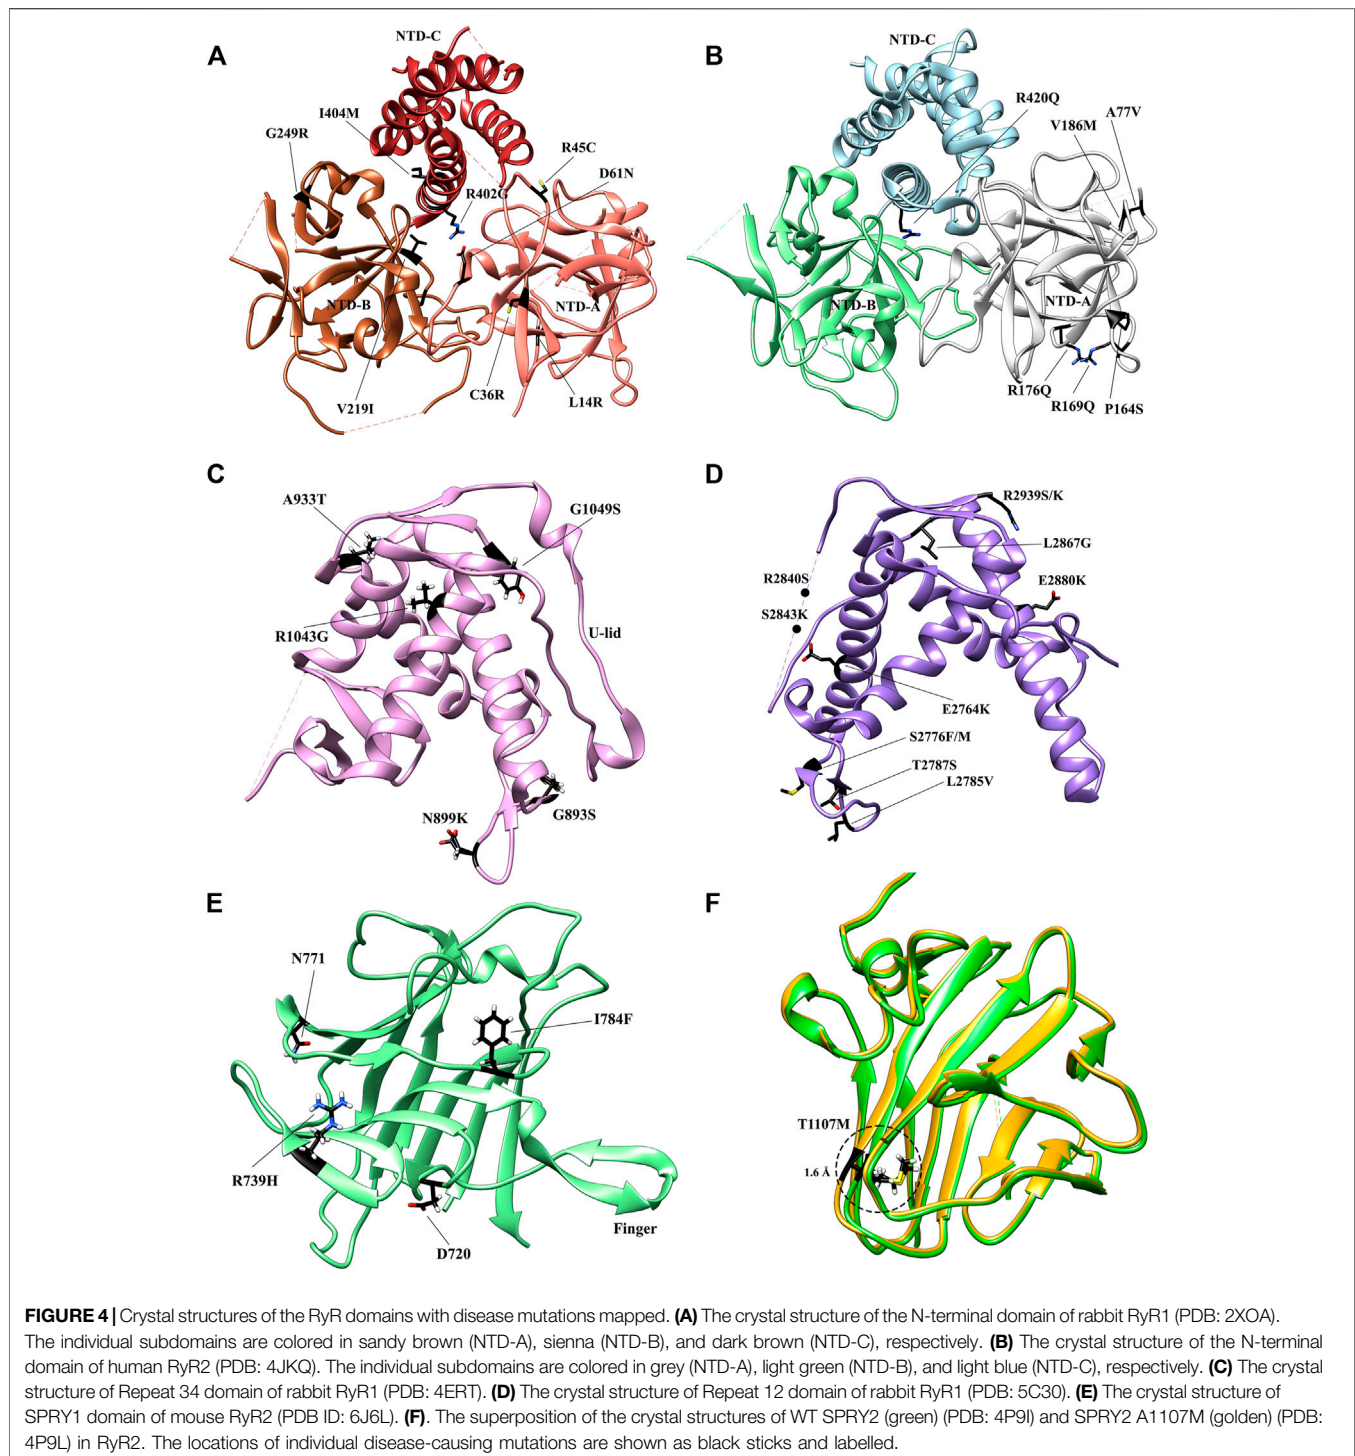 A
NTD-C
I404M
G249R
R45C
D61N
R402G
NTD-B
NTD-A
C36R
L14R
V219I
B
NTD-C
R420Q
A77V
V186M
NTD-B
NTD-A
R176Q
R169Q
P164S
C
A933T
G1049S
R1043G
U-lid
N899K
G893S
D
R2939S/K
L2867G
R2840S
E2880K
S2843K
E2764K
S2776F/M
T2787S
L2785V
E
N771
I784F
R739H
D720
Finger
F
T1107M
1.6 Å
FIGURE 4 | Crystal structures of the RyR domains with disease mutations mapped. (A) The crystal structure of the N-terminal domain of rabbit RyR1 (PDB: 2XOA).
The individual subdomains are colored in sandy brown (NTD-A), sienna (NTD-B), and dark brown (NTD-C), respectively. (B) The crystal structure of the N-terminal
domain of human RyR2 (PDB: 4JKQ). The individual subdomains are colored in grey (NTD-A), light green (NTD-B), and light blue (NTD-C), respectively. (C) The crystal
structure of Repeat 34 domain of rabbit RyR1 (PDB: 4ERT). (D) The crystal structure of Repeat 12 domain of rabbit RyR1 (PDB: 5C30). (E) The crystal structure of
SPRY1 domain of mouse RyR2 (PDB ID: 6J6L). (F). The superposition of the crystal structures of WT SPRY2 (green) (PDB: 4P9I) and SPRY2 A1107M (golden) (PDB:
4P9L) in RyR2. The locations of individual disease-causing mutations are shown as black sticks and labelled.